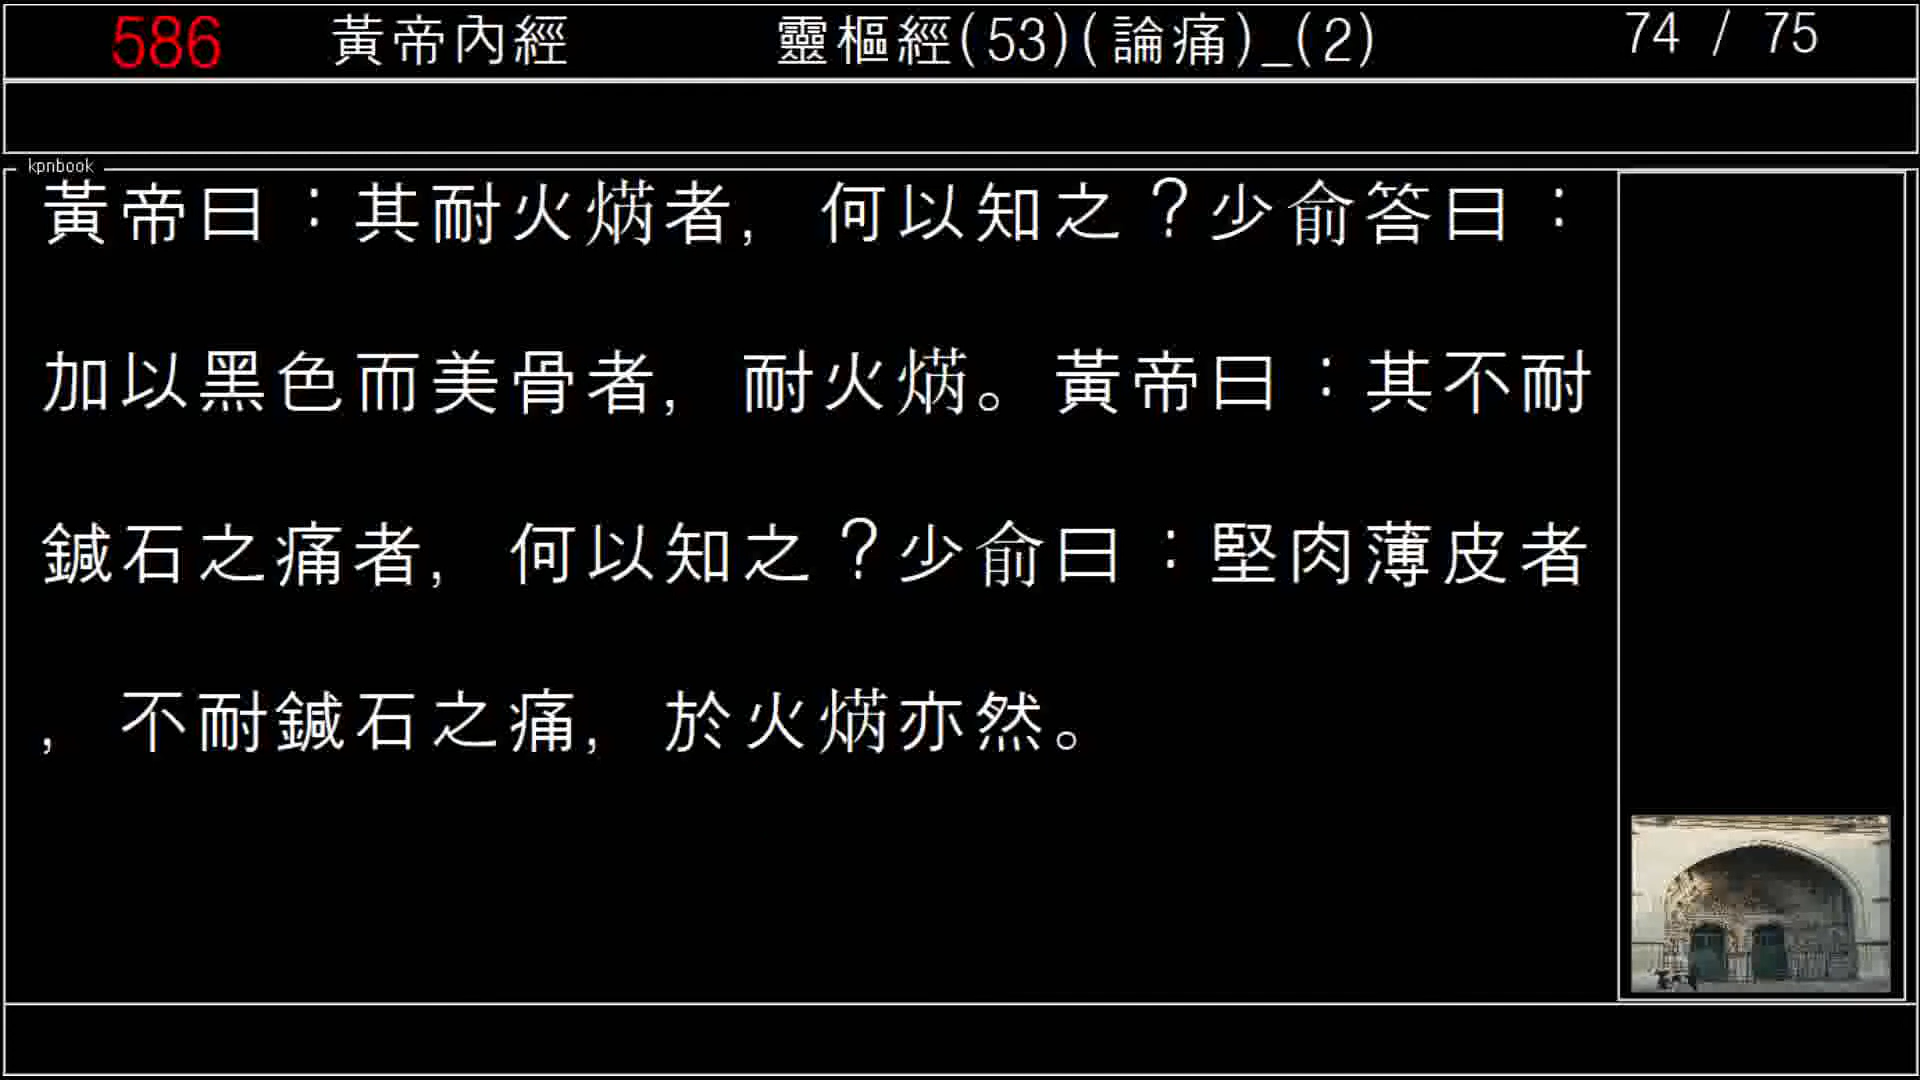 586 黃帝內經 靈樞經(53)(論痛)_(2) 74 / 75
kpnbook
黃帝曰：其耐火焫者, 何以知之？少俞答曰：
加以黑色而美骨者, 耐火焫。黃帝曰：其不耐
鍼石之痛者, 何以知之？少俞曰：堅肉薄皮者
, 不耐鍼石之痛, 於火焫亦然。